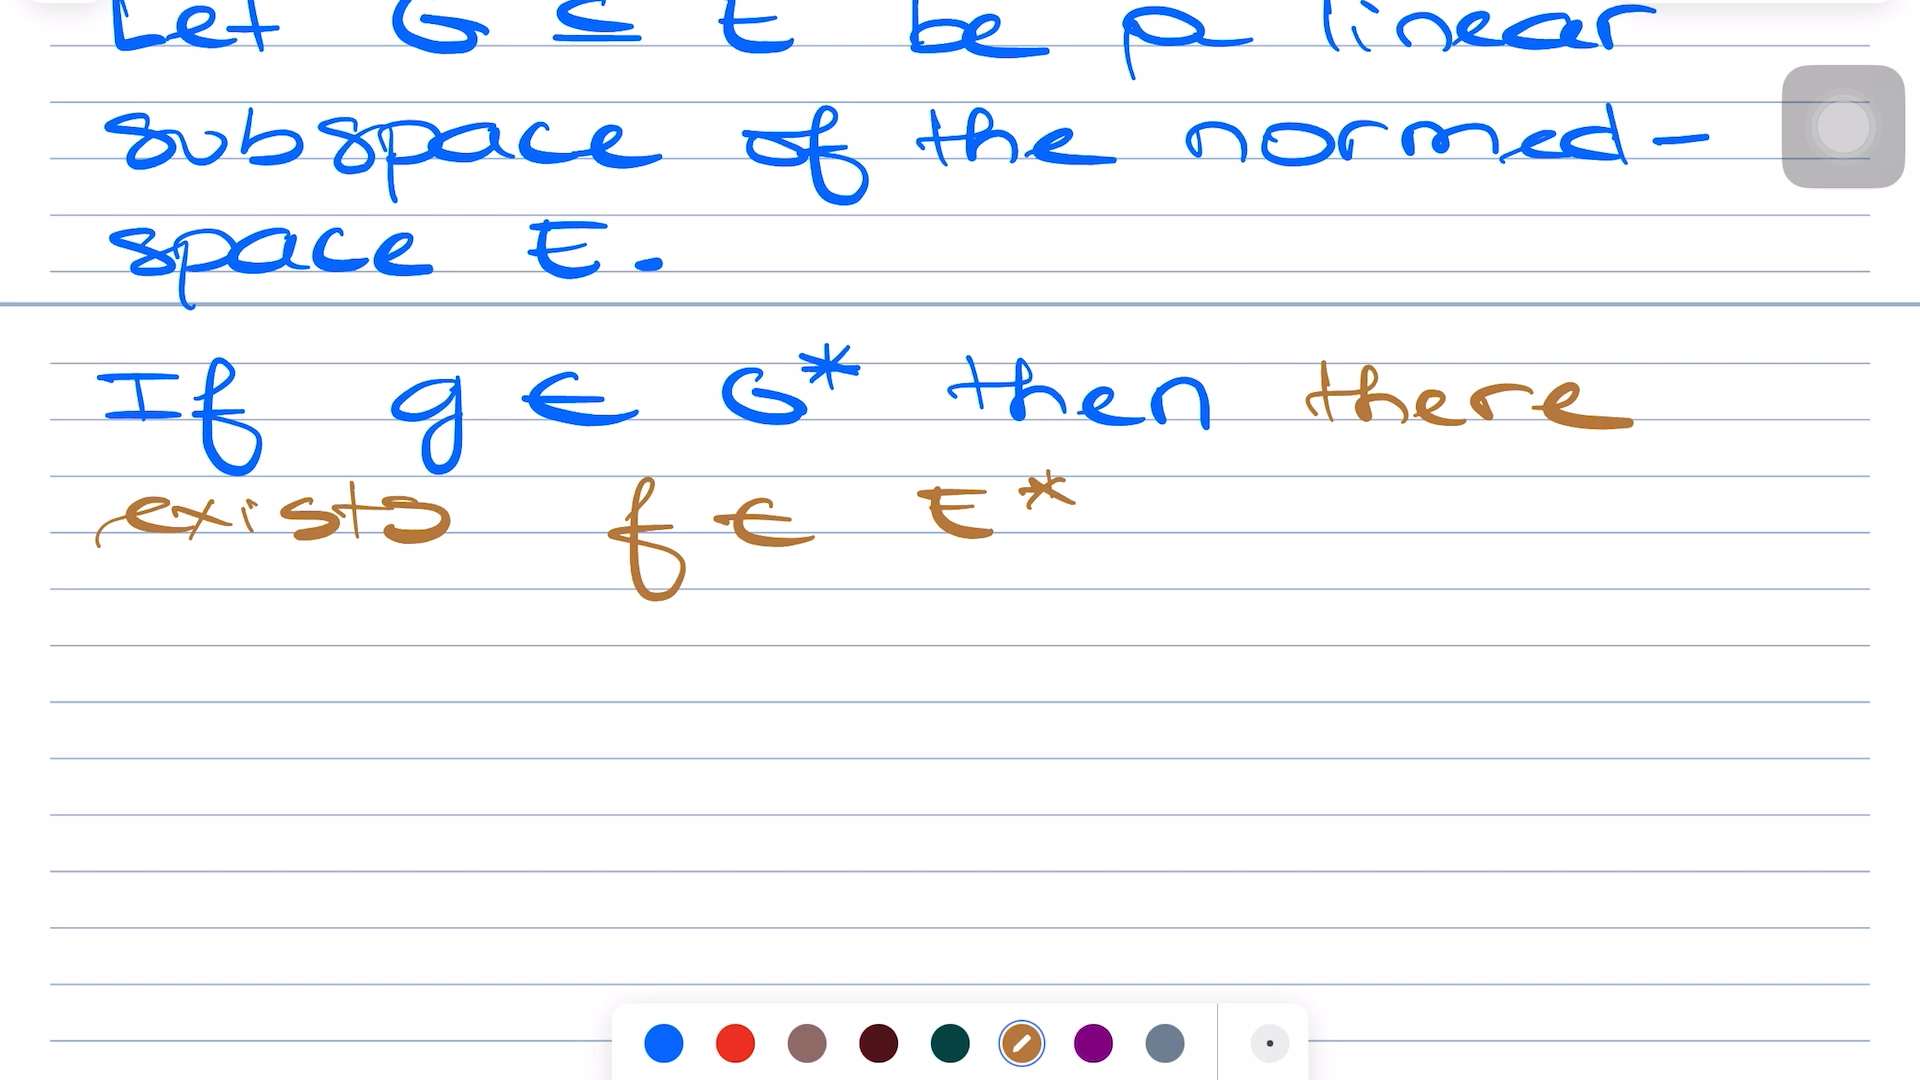 Let G ⊆ E be a linear
subspace of the normed-
space E.
If g ∈ G* then there
exists f ∈ E*